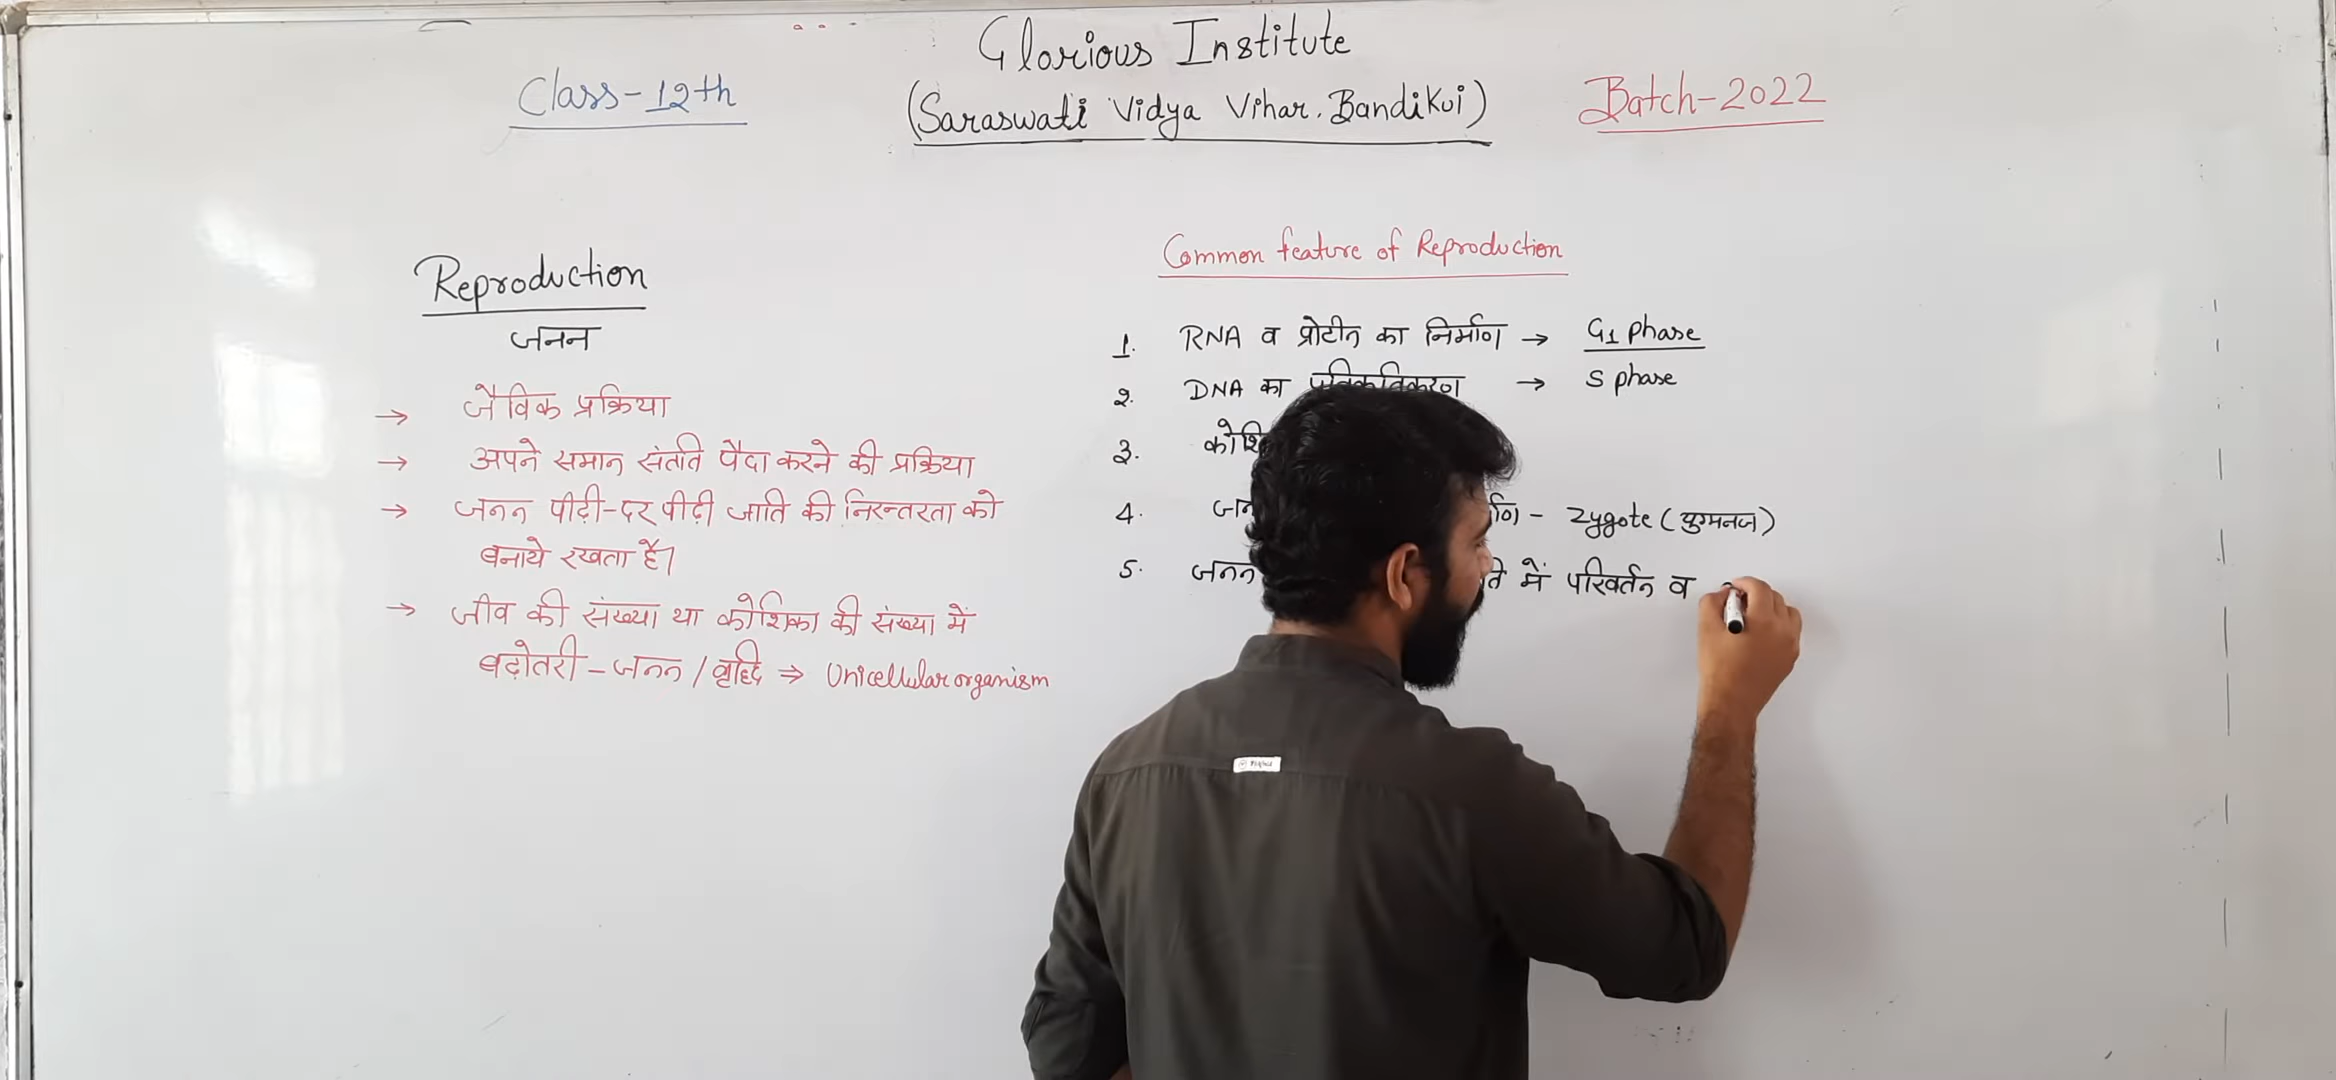 Glorious Institute
Class-12th
(Saraswati Vidya Vihar, Bandikui)
Batch-2022
Reproduction
जनन
→ जैविक प्रक्रिया
→ अपने समान संतति पैदा करने की प्रक्रिया
→ जनन पीढ़ी-दर पीढ़ी जाति की निरन्तरता को
बनाये रखता है।
→ जीव की संख्या या कोशिका की संख्या में
बढ़ोतरी - जनन / वृद्धि ⇒ Unicellular organism
Common feature of Reproduction
1. RNA व प्रोटीन का निर्माण → G1 phase
2. DNA का → S phase
3.
4. - Zygote (युग्मनज)
5. जनन में परिवर्तन व